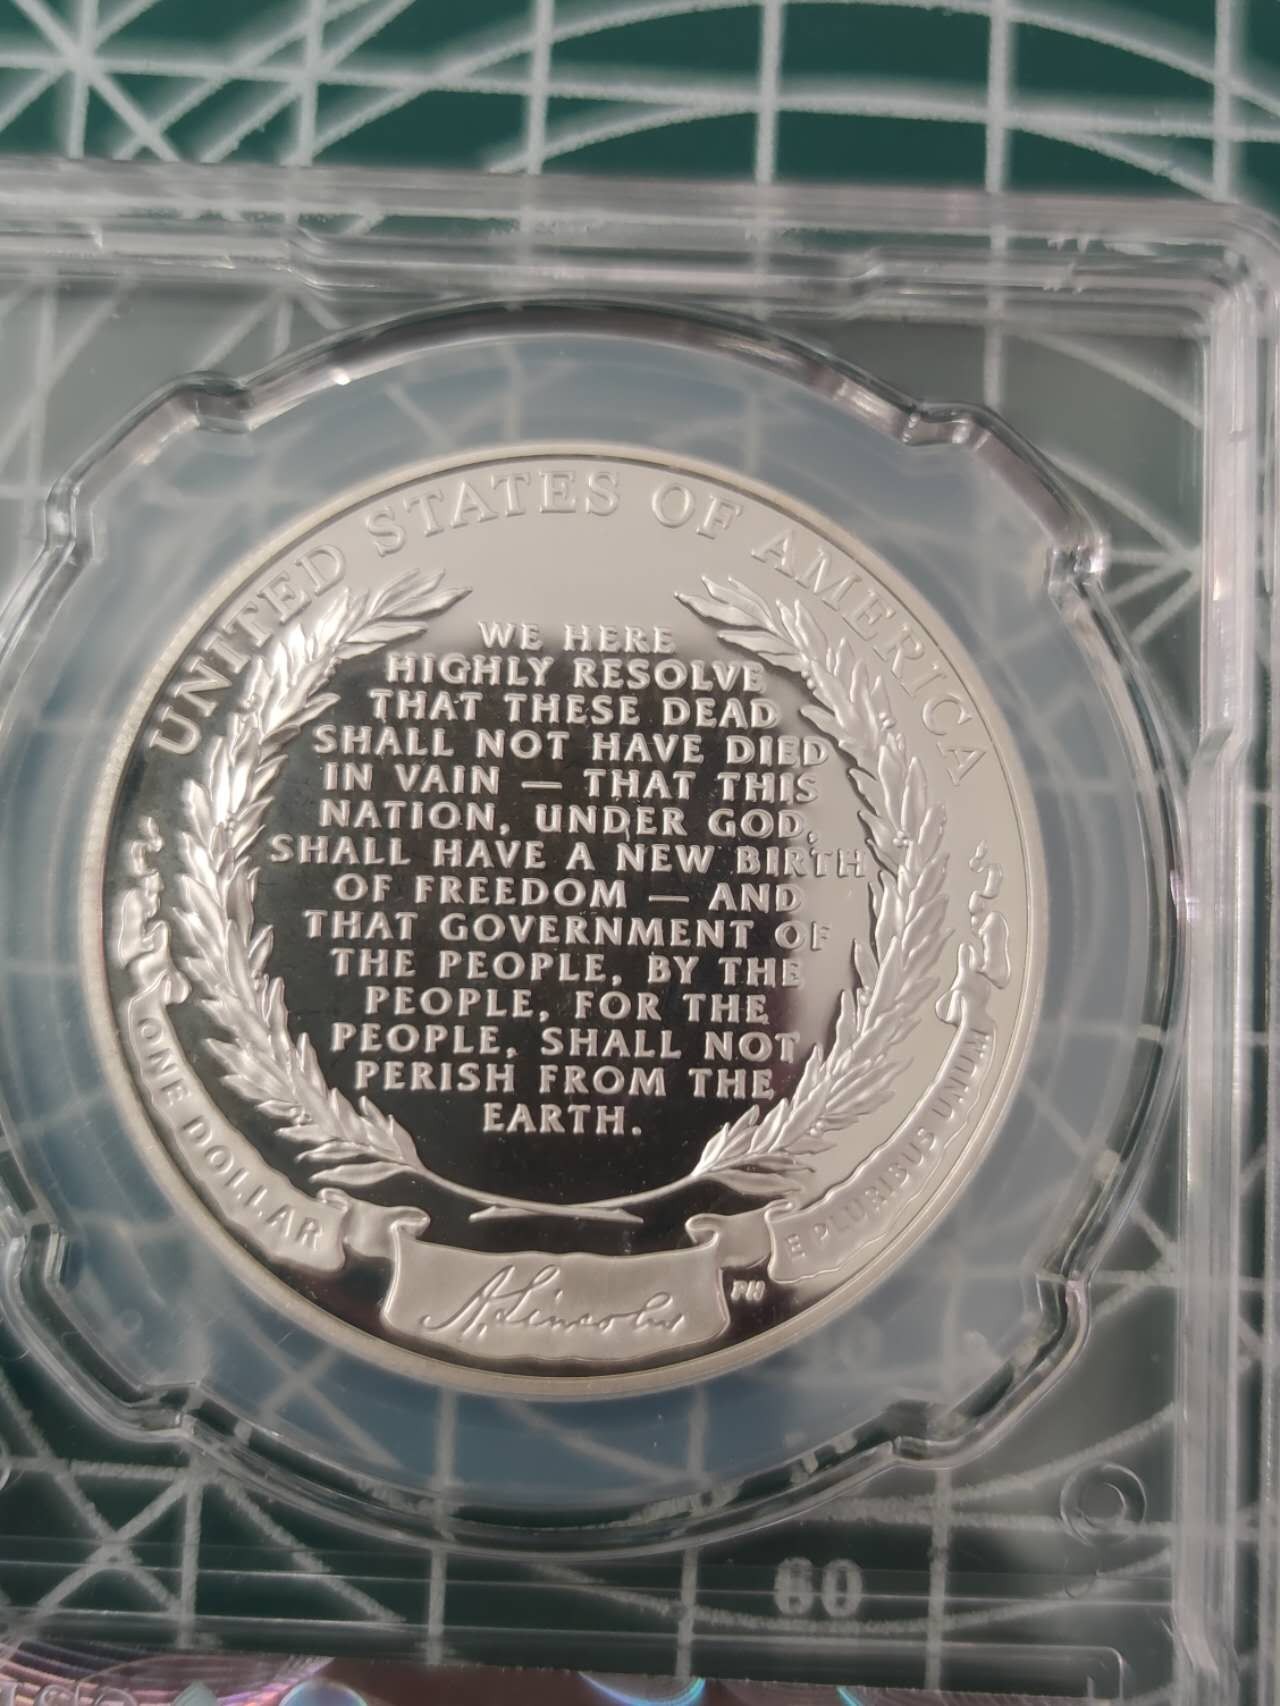 UNITED STATES OF AMERICA
WE HERE
HIGHLY RESOLVE
THAT THESE DEAD
SHALL NOT HAVE DIED
IN VAIN — THAT THIS
NATION, UNDER GOD,
SHALL HAVE A NEW BIRTH
OF FREEDOM — AND
THAT GOVERNMENT OF
THE PEOPLE, BY THE
PEOPLE, FOR THE
PEOPLE, SHALL NOT
PERISH FROM THE
EARTH.
ONE DOLLAR
A. Lincoln
PH
E PLURIBUS UNUM
60